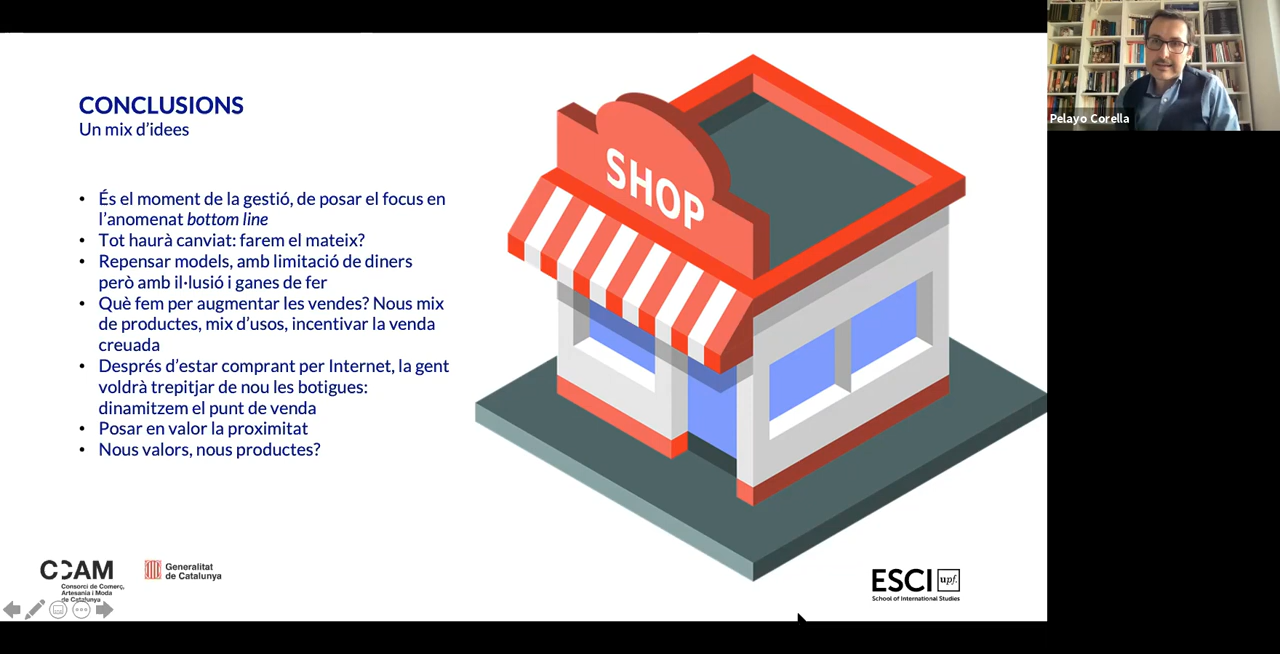 CONCLUSIONS
Un mix d’idees
• És el moment de la gestió, de posar el focus en
l’anomenat bottom line
• Tot haurà canviat: farem el mateix?
• Repensar models, amb limitació de diners
però amb il·lusió i ganes de fer
• Què fem per augmentar les vendes? Nous mix
de productes, mix d’usos, incentivar la venda
creuada
• Després d’estar comprant per Internet, la gent
voldrà trepitjar de nou les botigues:
dinamitzem el punt de venda
• Posar en valor la proximitat
• Nous valors, nous productes?
SHOP
Pelayo Corella
CCAM
Consorci de Comerç,
Artesania i Moda
de Catalunya
Generalitat
de Catalunya
ESCI upf.
School of International Studies